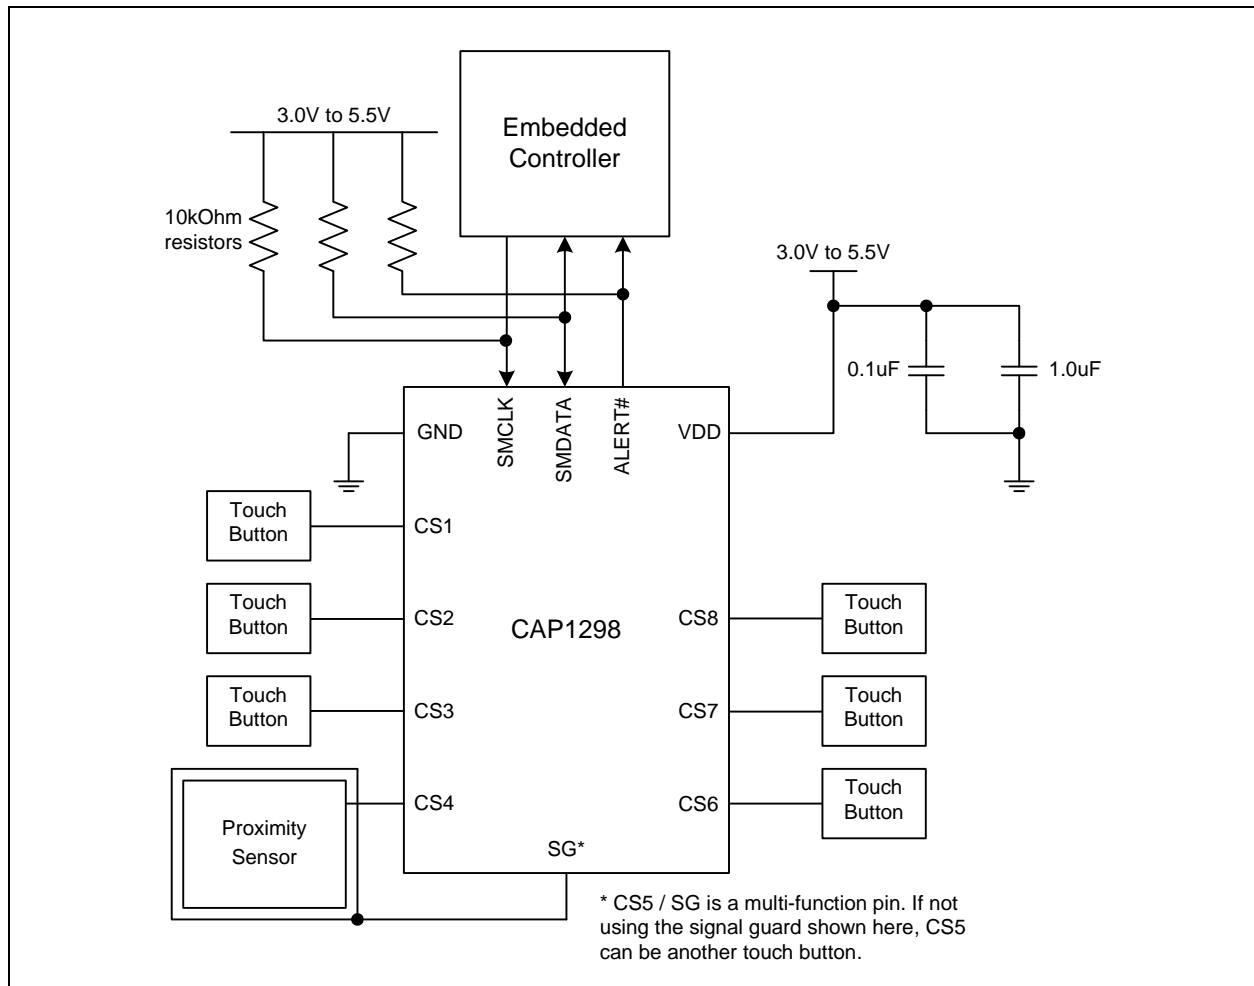 3.0V to 5.5V
Embedded
Controller
10kOhm
resistors
3.0V to 5.5V
0.1uF
1.0uF
GND
SMCLK
SMDATA
ALERT#
VDD
Touch
Button
CS1
Touch
Button
CS2
CAP1298
CS8
Touch
Button
Touch
Button
CS3
CS7
Touch
Button
CS4
CS6
Touch
Button
Proximity
Sensor
SG*
* CS5 / SG is a multi-function pin. If not
using the signal guard shown here, CS5
can be another touch button.